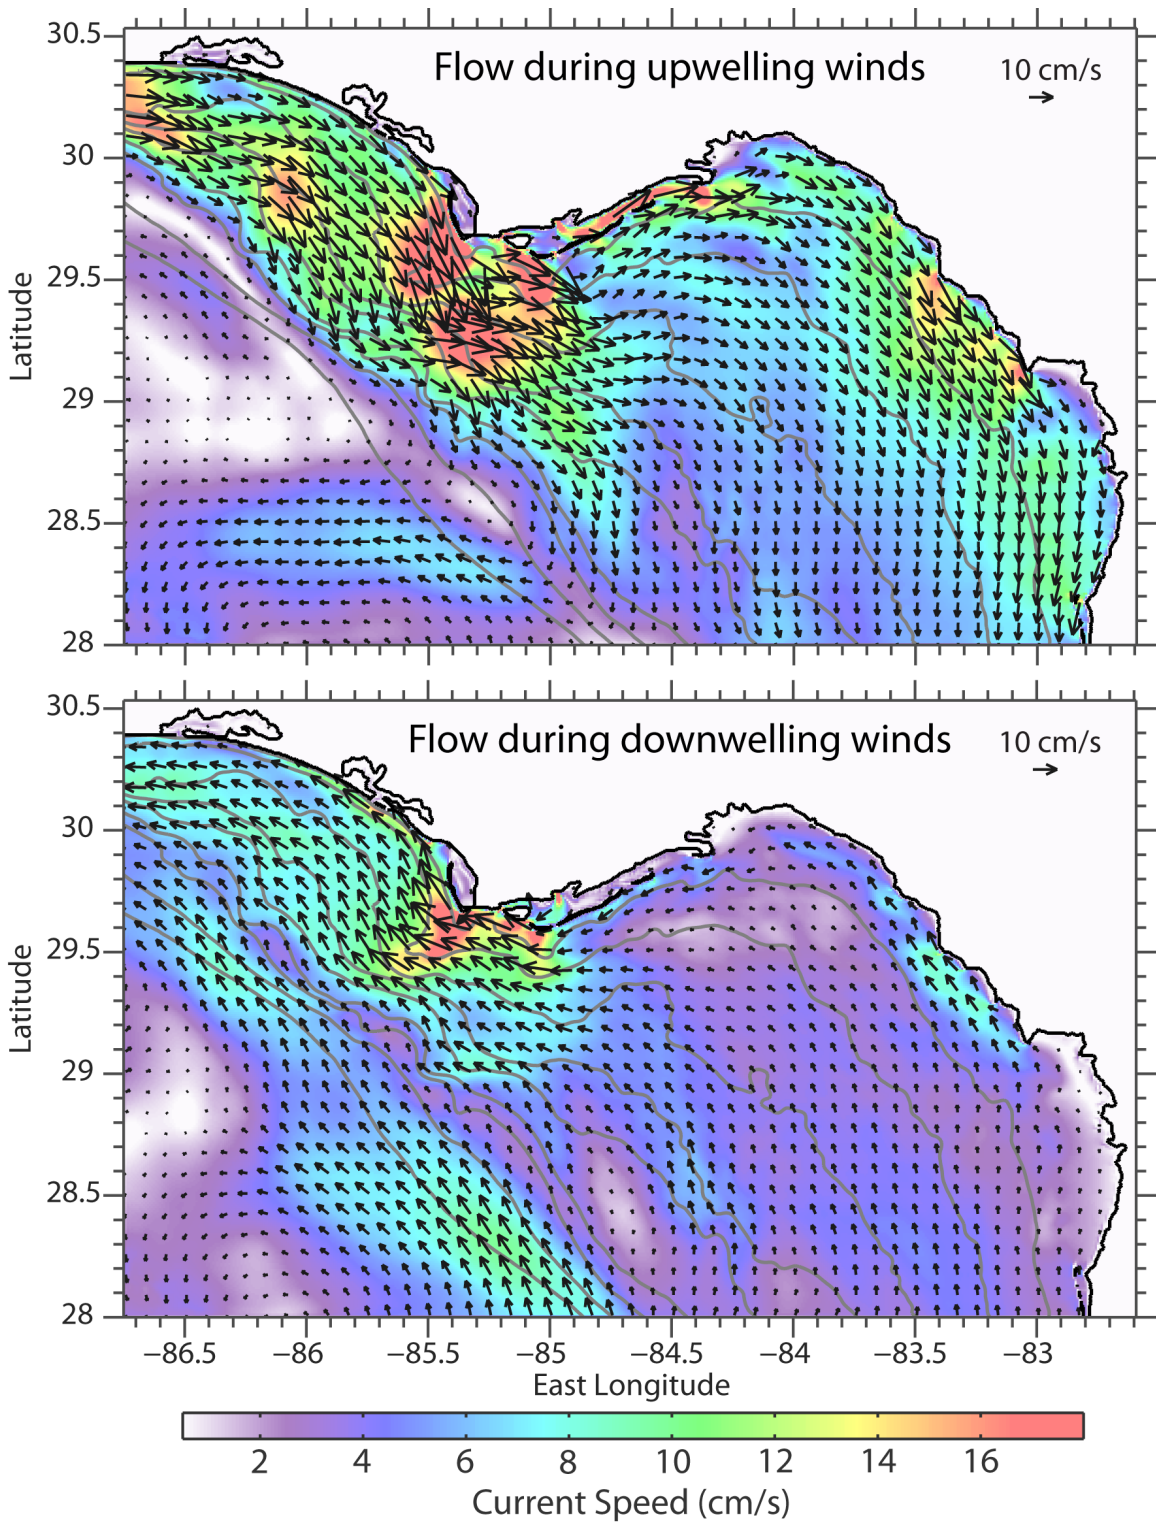 Flow during upwelling winds
10 cm/s
30.5
30
29.5
29
28.5
28
Latitude
Flow during downwelling winds
10 cm/s
30.5
30
29.5
29
28.5
28
Latitude
−86.5 −86 −85.5 −85 −84.5 −84 −83.5 −83
East Longitude
2 4 6 8 10 12 14 16
Current Speed (cm/s)